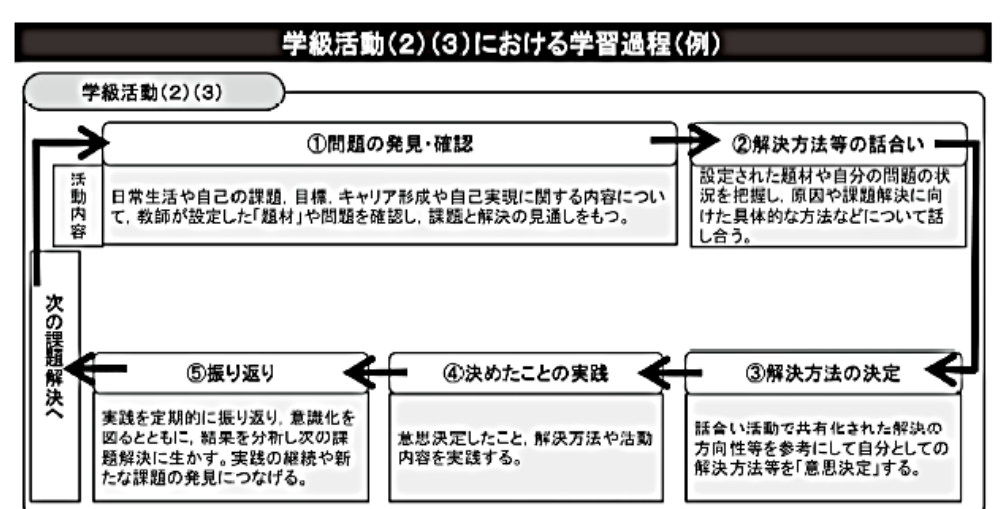 学級活動(2)(3)における学習過程(例)
学級活動(2)(3)
①問題の発見・確認
活動内容
日常生活や自己の課題，目標，キャリア形成や自己実現に関する内容につい
て，教師が設定した「題材」や問題を確認し，課題と解決の見通しをもつ。
②解決方法等の話合い
設定された題材や自分の問題の状
況を把握し，原因や課題解決に向
けた具体的な方法などについて話
し合う。
③解決方法の決定
話合い活動で共有化された解決の
方向性等を参考にして自分としての
解決方法等を「意思決定」する。
④決めたことの実践
意思決定したこと，解決方法や活動
内容を実践する。
⑤振り返り
実践を定期的に振り返り，意識化を
図るとともに，結果を分析し次の課
題解決に生かす。実践の継続や新
たな課題の発見につなげる。
次の課題解決へ